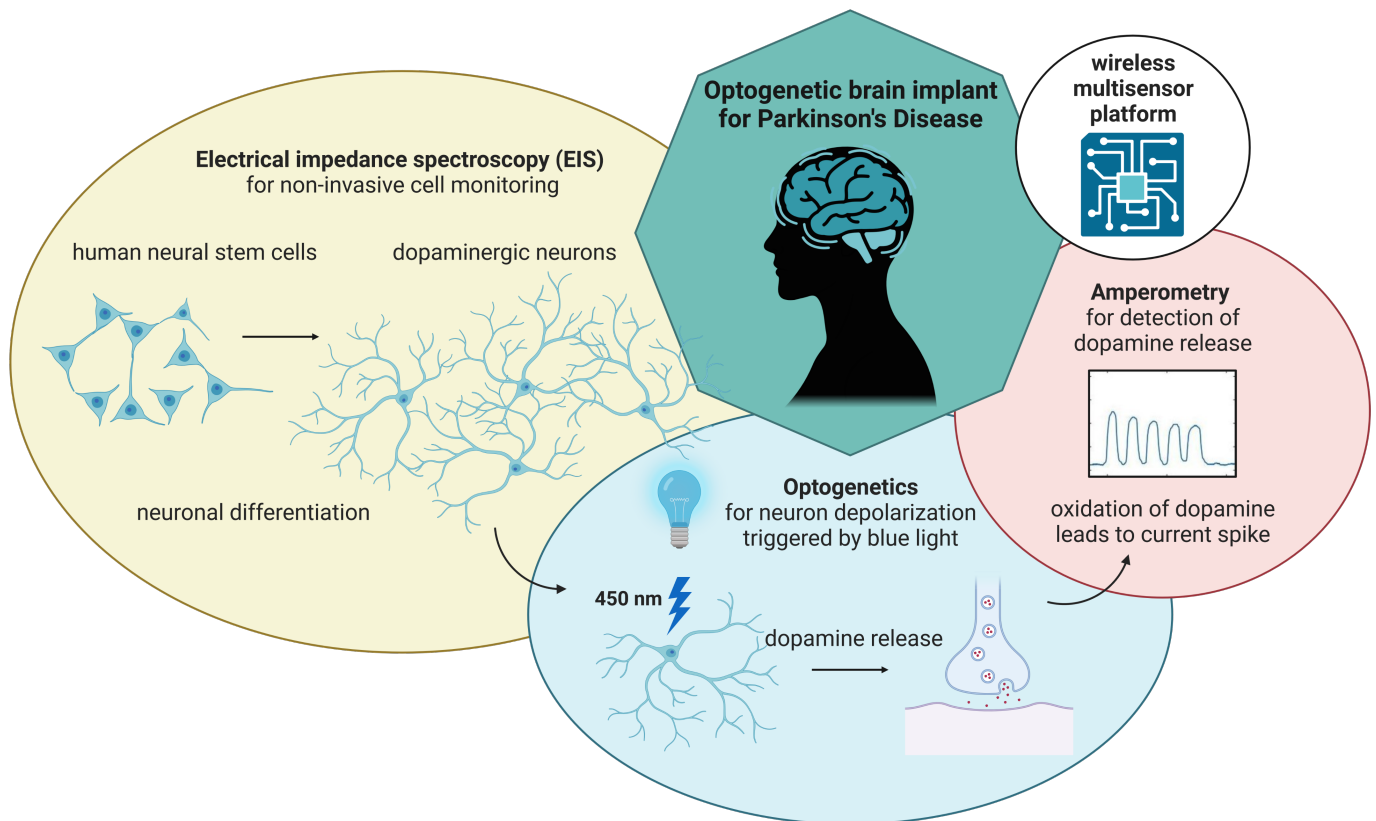 Optogenetic brain implant
for Parkinson's Disease
wireless
multisensor
platform
Electrical impedance spectroscopy (EIS)
for non-invasive cell monitoring
human neural stem cells
dopaminergic neurons
neuronal differentiation
Optogenetics
for neuron depolarization
triggered by blue light
450 nm
dopamine release
Amperometry
for detection of
dopamine release
oxidation of dopamine
leads to current spike